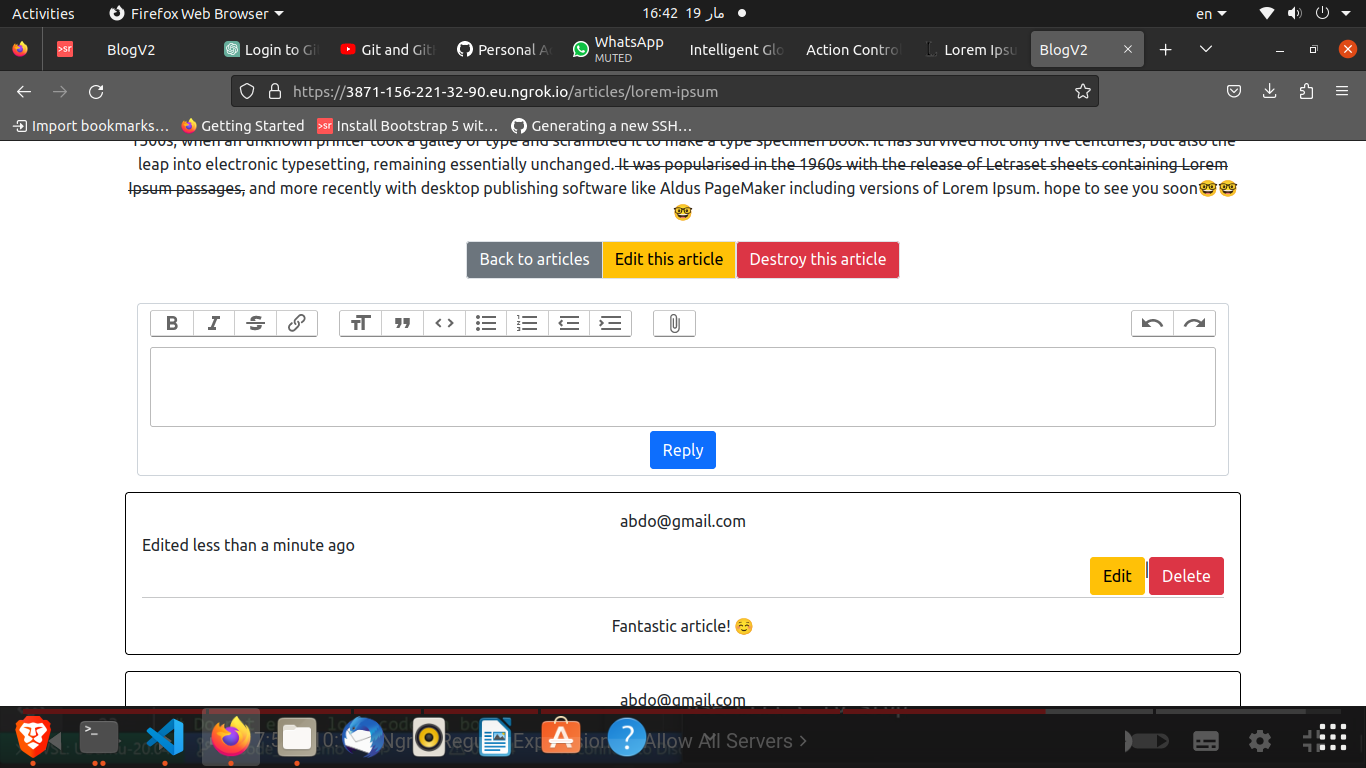 Activities
Firefox Web Browser
16:42 19 مار
en
BlogV2
Login to Gi
Git and Git
Personal A
WhatsApp
MUTED
Intelligent Glo
Action Contro
Lorem Ipsu
BlogV2
https://3871-156-221-32-90.eu.ngrok.io/articles/lorem-ipsum
Import bookmarks…
Getting Started
Install Bootstrap 5 wit…
Generating a new SSH…
1500s, when an unknown printer took a galley of type and scrambled it to make a type specimen book. It has survived not only five centuries, but also the
leap into electronic typesetting, remaining essentially unchanged. It was popularised in the 1960s with the release of Letraset sheets containing Lorem
Ipsum passages, and more recently with desktop publishing software like Aldus PageMaker including versions of Lorem Ipsum. hope to see you soon🤓🤓
🤓
Back to articles
Edit this article
Destroy this article
Reply
abdo@gmail.com
Edited less than a minute ago
Edit
Delete
Fantastic article! ☺️
abdo@gmail.com
Allow All Servers